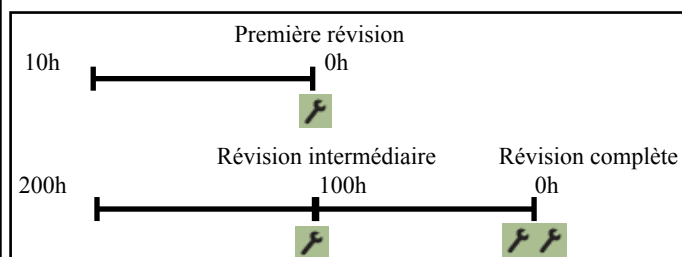 Première révision
10h 0h
Révision intermédiaire Révision complète
200h 100h 0h